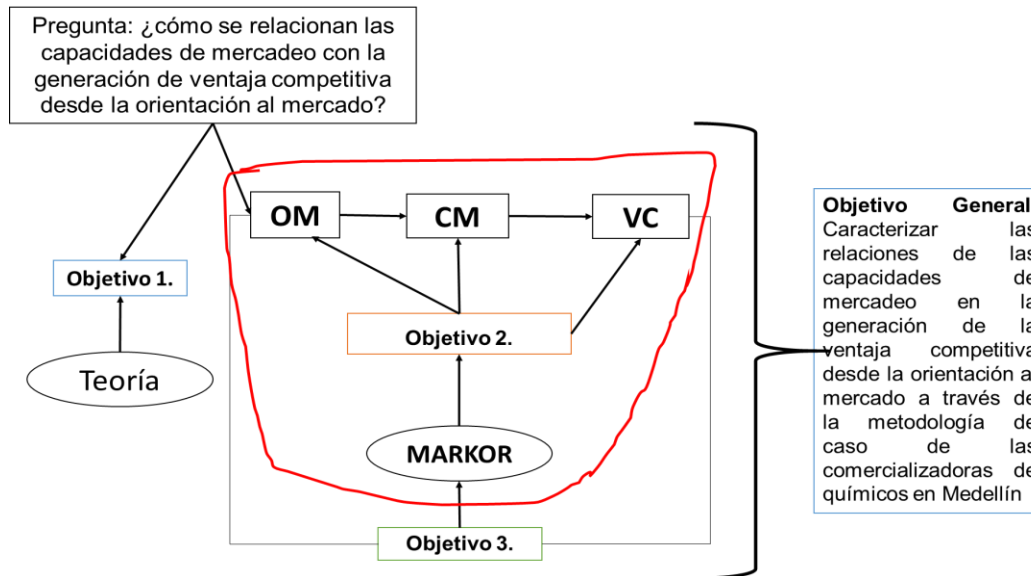 Pregunta: ¿cómo se relacionan las
capacidades de mercadeo con la
generación de ventaja competitiva
desde la orientación al mercado?
OM
CM
VC
Objetivo 1.
Objetivo 2.
Teoría
MARKOR
Objetivo 3.
Objetivo General
Caracterizar las
relaciones de las
capacidades de
mercadeo en la
generación de la
ventaja competitiva
desde la orientación al
mercado a través de
la metodología de
caso de las
comercializadoras de
químicos en Medellín